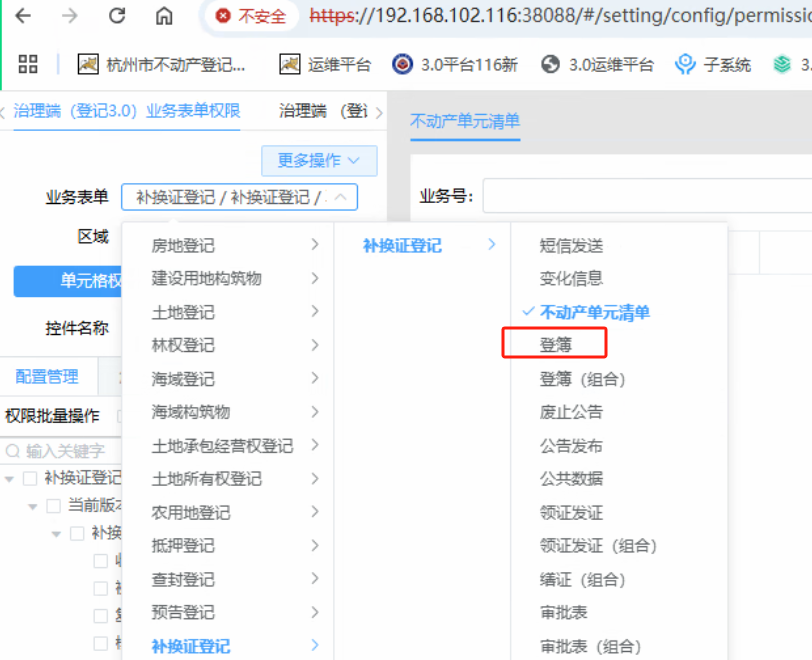 不安全 https://192.168.102.116:38088/#/setting/config/permissio
杭州市不动产登记... 运维平台 3.0平台116新 3.0运维平台 子系统 3.
治理端（登记3.0）业务表单权限 治理端 （登
不动产单元清单
更多操作
业务表单 补换证登记 / 补换证登记 /
业务号：
区域
单元格权
控件名称
配置管理
权限批量操作
输入关键字
补换证登记
当前版本
补换
房地登记
建设用地构筑物
土地登记
林权登记
海域登记
海域构筑物
土地承包经营权登记
土地所有权登记
农用地登记
抵押登记
查封登记
预告登记
补换证登记
补换证登记
短信发送
变化信息
不动产单元清单
登簿
登簿（组合）
废止公告
公告发布
公共数据
领证发证
领证发证（组合）
缮证（组合）
审批表
审批表（组合）